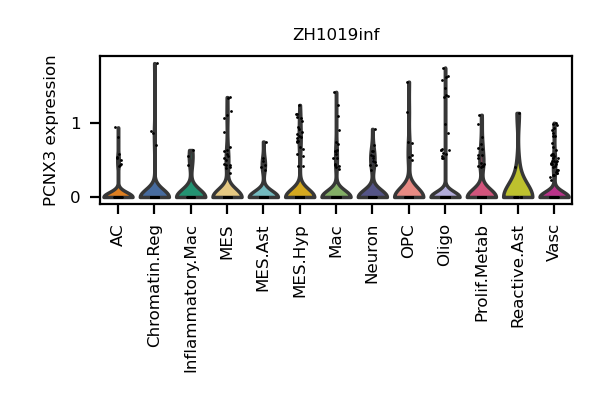 ZH1019inf
PCNX3 expression
1
0
AC
Chromatin.Reg
Inflammatory.Mac
MES
MES.Ast
MES.Hyp
Mac
Neuron
OPC
Oligo
Prolif.Metab
Reactive.Ast
Vasc